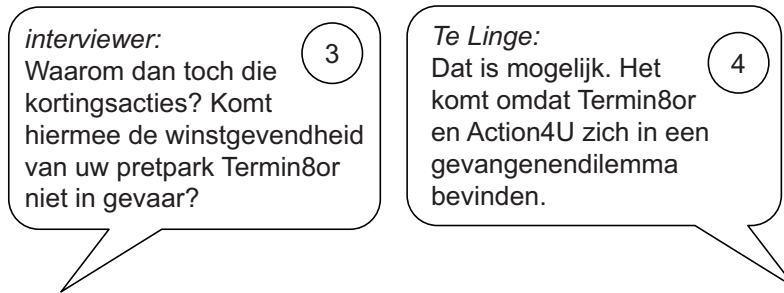 interviewer:
3
Waarom dan toch die
kortingsacties? Komt
hiermee de winstgevendheid
van uw pretpark Termin8or
niet in gevaar?
Te Linge:
4
Dat is mogelijk. Het
komt omdat Termin8or
en Action4U zich in een
gevangenendilemma
bevinden.